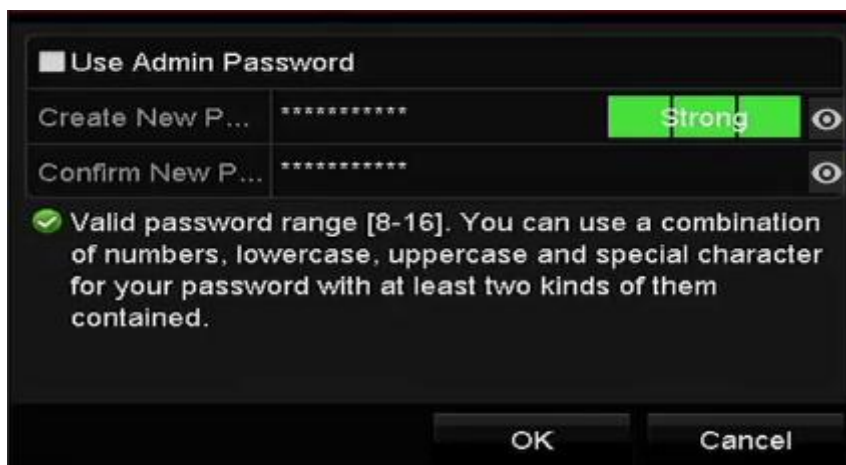 Use Admin Password
Create New P... *********** Strong
Confirm New P... ***********
Valid password range [8-16]. You can use a combination
of numbers, lowercase, uppercase and special character
for your password with at least two kinds of them
contained.
OK Cancel